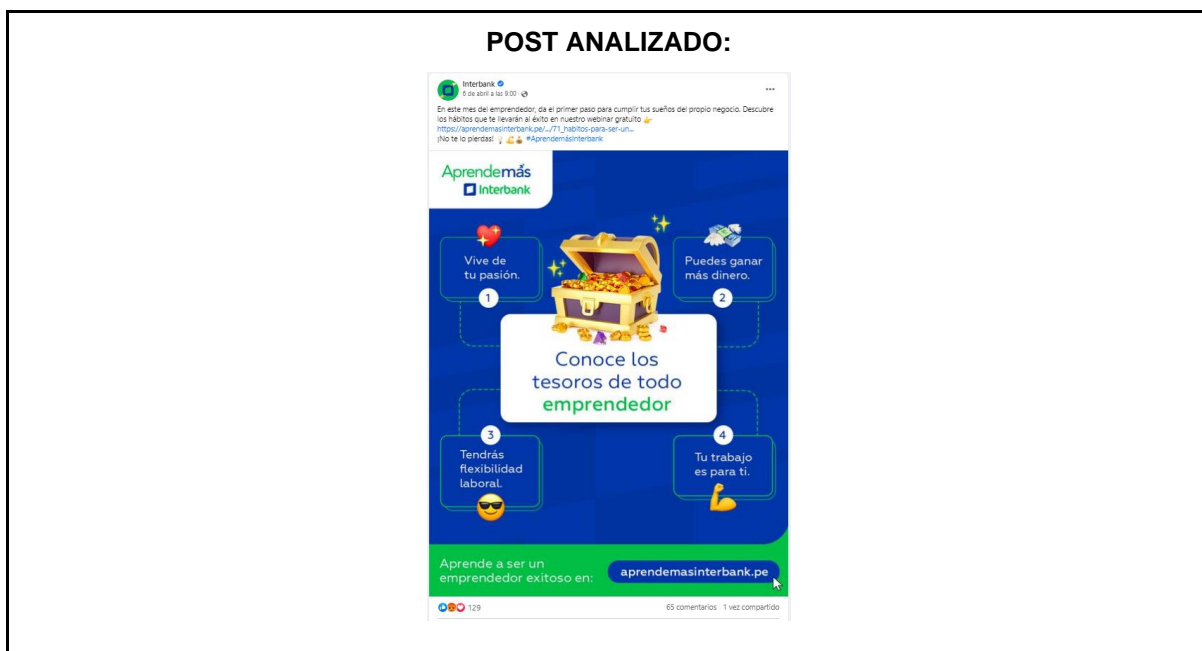 POST ANALIZADO:
Interbank
6 de abril a las 9:00
En este mes del emprendedor, da el primer paso para cumplir tus sueños del propio negocio. Descubre
los hábitos que te llevarán al éxito en nuestro webinar gratuito 👉
https://aprendemasinterbank.pe/.../71_habitos-para-ser-un...
¡No te lo pierdas! #AprendemásInterbank
Aprendemás
Interbank
Vive de
tu pasión.
1
Puedes ganar
más dinero.
2
Conoce los
tesoros de todo
emprendedor
3
Tendrás
flexibilidad
laboral.
4
Tu trabajo
es para ti.
Aprende a ser un
emprendedor exitoso en:
aprendemasinterbank.pe
129
65 comentarios 1 vez compartido